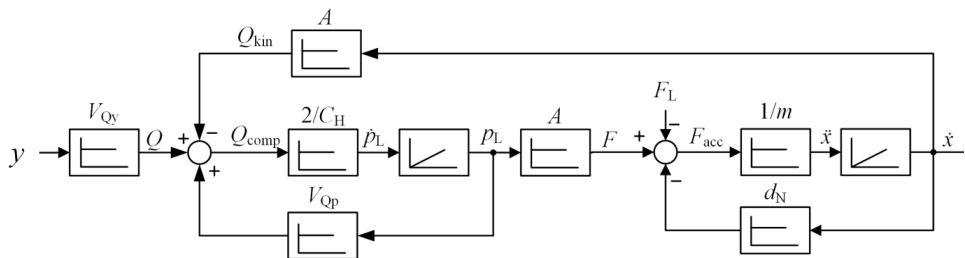 A
Q_kin
V_Qy
y
Q
+
−
+
Q_comp
2/C_H
ṗ_L
p_L
A
F
F_L
−
+
−
F_acc
1/m
ẍ
ẋ
V_Qp
d_N